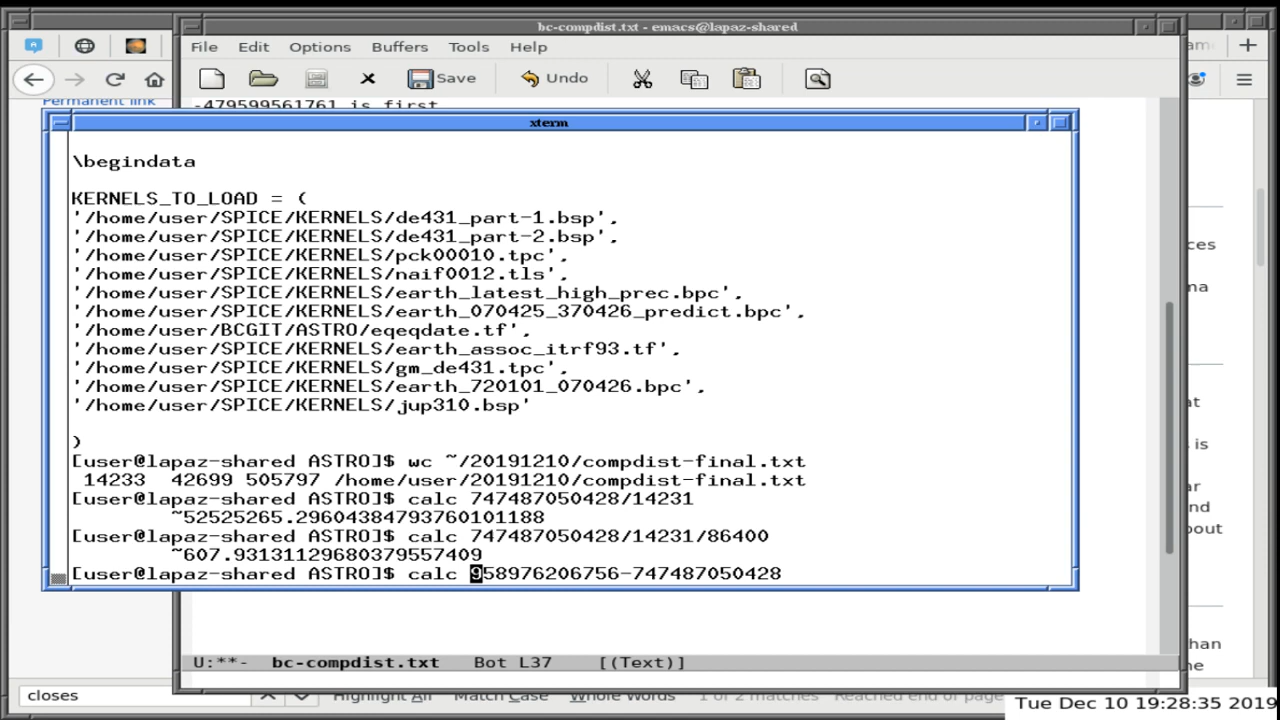 bc-compdist.txt - emacs@lapaz-shared
File Edit Options Buffers Tools Help
Save Undo
Permanent link
-479599561761 is first
xterm
\begindata
KERNELS_TO_LOAD = (
'/home/user/SPICE/KERNELS/de431_part-1.bsp',
'/home/user/SPICE/KERNELS/de431_part-2.bsp',
'/home/user/SPICE/KERNELS/pck00010.tpc',
'/home/user/SPICE/KERNELS/naif0012.tls',
'/home/user/SPICE/KERNELS/earth_latest_high_prec.bpc',
'/home/user/SPICE/KERNELS/earth_070425_370426_predict.bpc',
'/home/user/BCGIT/ASTRO/eqeqdate.tf',
'/home/user/SPICE/KERNELS/earth_assoc_itrf93.tf',
'/home/user/SPICE/KERNELS/gm_de431.tpc',
'/home/user/SPICE/KERNELS/earth_720101_070426.bpc',
'/home/user/SPICE/KERNELS/jup310.bsp'
)
[user@lapaz-shared ASTRO]$ wc ~/20191210/compdist-final.txt
14233 42699 505797 /home/user/20191210/compdist-final.txt
[user@lapaz-shared ASTRO]$ calc 747487050428/14231
~52525265.29604384793760101188
[user@lapaz-shared ASTRO]$ calc 747487050428/14231/86400
~607.93131129680379557409
[user@lapaz-shared ASTRO]$ calc 958976206756-747487050428
U:**- bc-compdist.txt Bot L37 [(Text)]
closes Highlight All Match Case Whole Words 1 of 2 matches Reached end of page
Tue Dec 10 19:28:35 2019